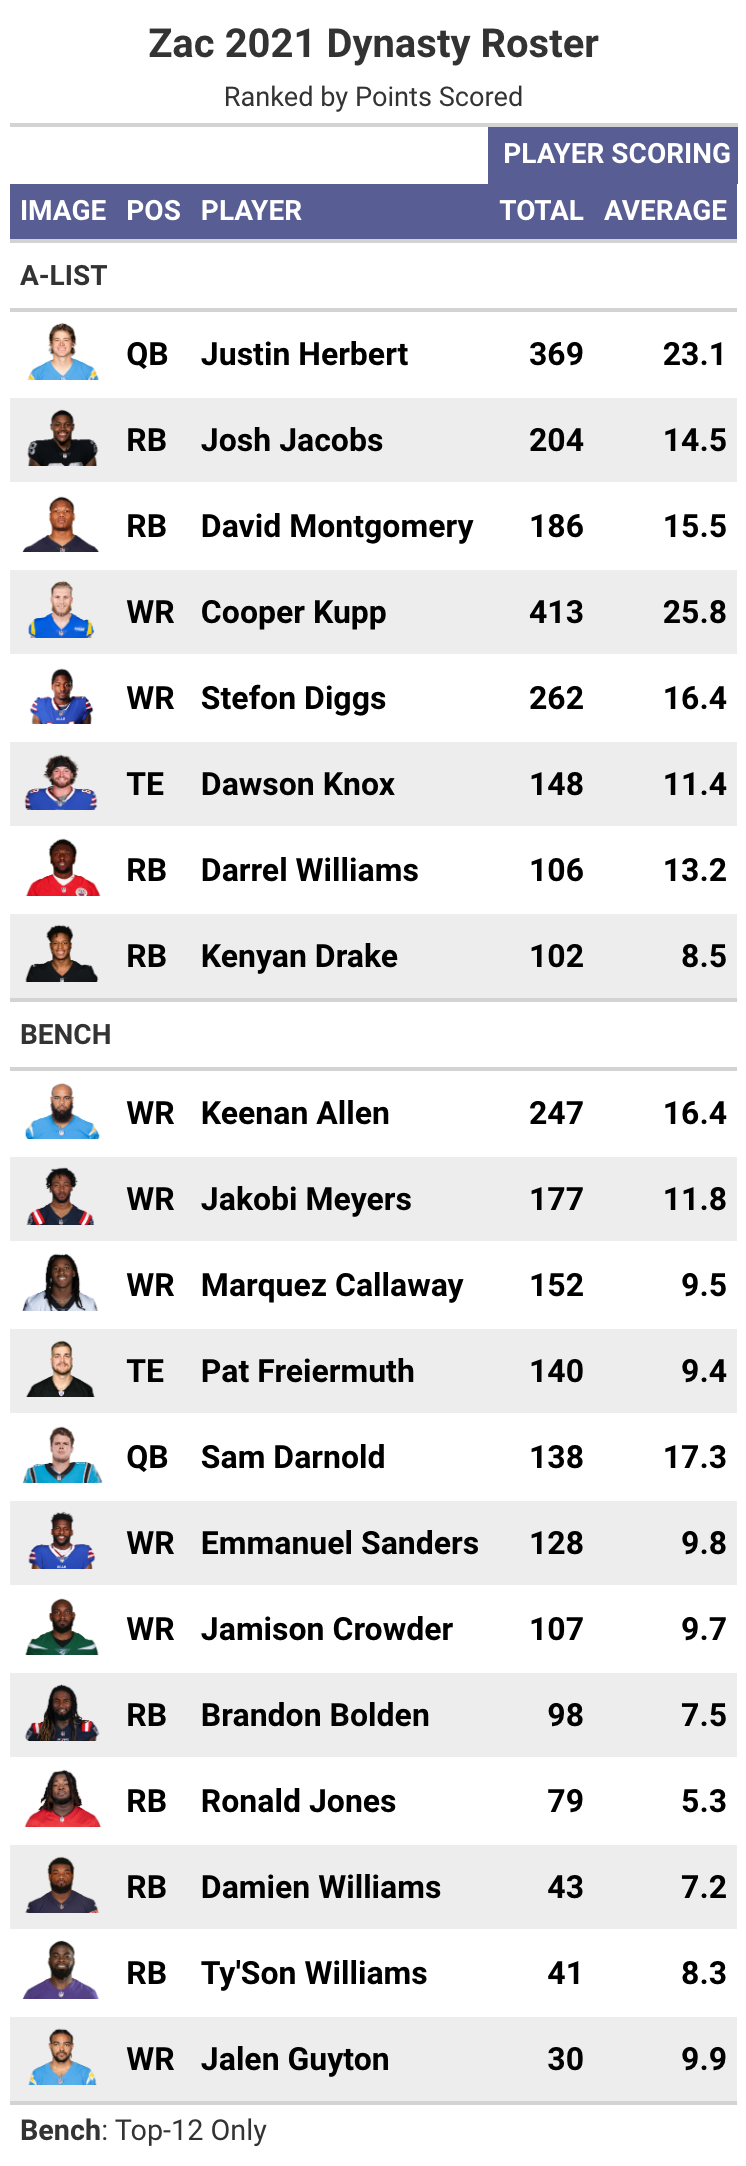 Zac 2021 Dynasty Roster
Ranked by Points Scored
PLAYER SCORING
IMAGE POS PLAYER TOTAL AVERAGE
A-LIST
QB Justin Herbert 369 23.1
RB Josh Jacobs 204 14.5
RB David Montgomery 186 15.5
WR Cooper Kupp 413 25.8
WR Stefon Diggs 262 16.4
TE Dawson Knox 148 11.4
RB Darrel Williams 106 13.2
RB Kenyan Drake 102 8.5
BENCH
WR Keenan Allen 247 16.4
WR Jakobi Meyers 177 11.8
WR Marquez Callaway 152 9.5
TE Pat Freiermuth 140 9.4
QB Sam Darnold 138 17.3
WR Emmanuel Sanders 128 9.8
WR Jamison Crowder 107 9.7
RB Brandon Bolden 98 7.5
RB Ronald Jones 79 5.3
RB Damien Williams 43 7.2
RB Ty'Son Williams 41 8.3
WR Jalen Guyton 30 9.9
Bench: Top-12 Only